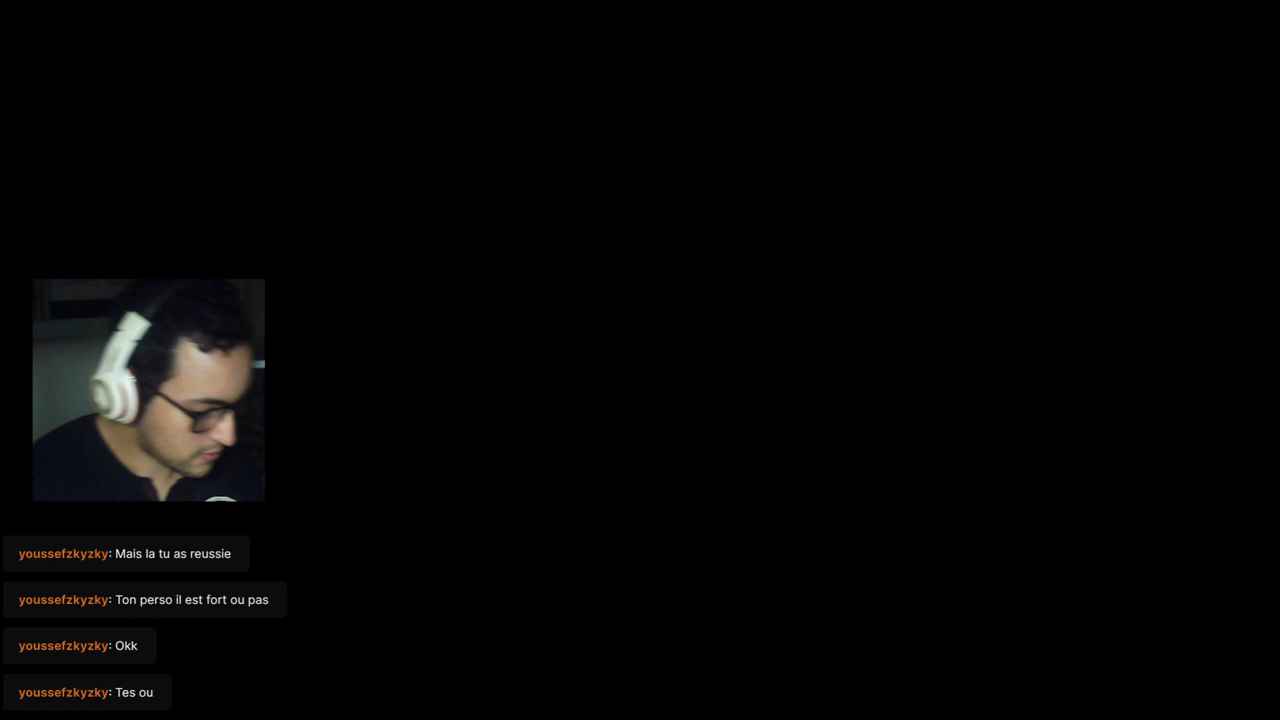 youssefzkyzky: Mais la tu as reussie
youssefzkyzky: Ton perso il est fort ou pas
youssefzkyzky: Okk
youssefzkyzky: Tes ou